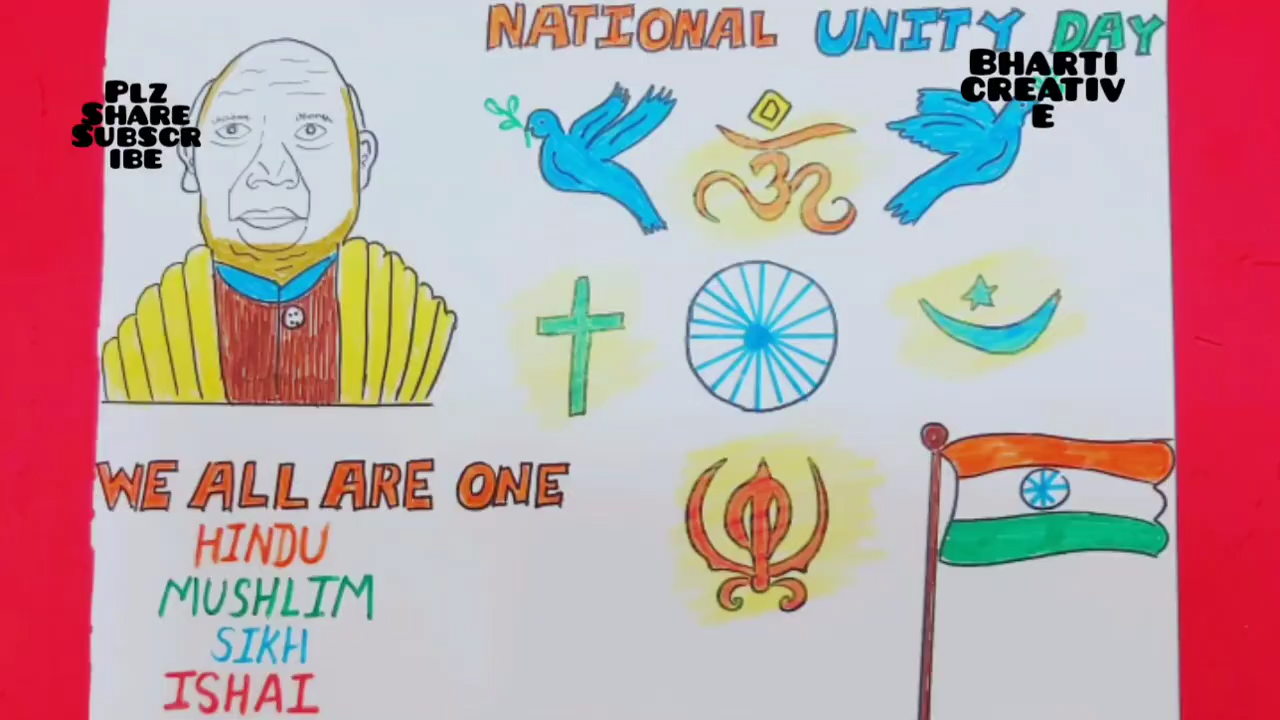 NATIONAL UNITY DAY
BHARTI
CREATIV
E
PLZ
SHARE
SUBSCR
IBE
WE ALL ARE ONE
HINDU
MUSHLIM
SIKH
ISHAI